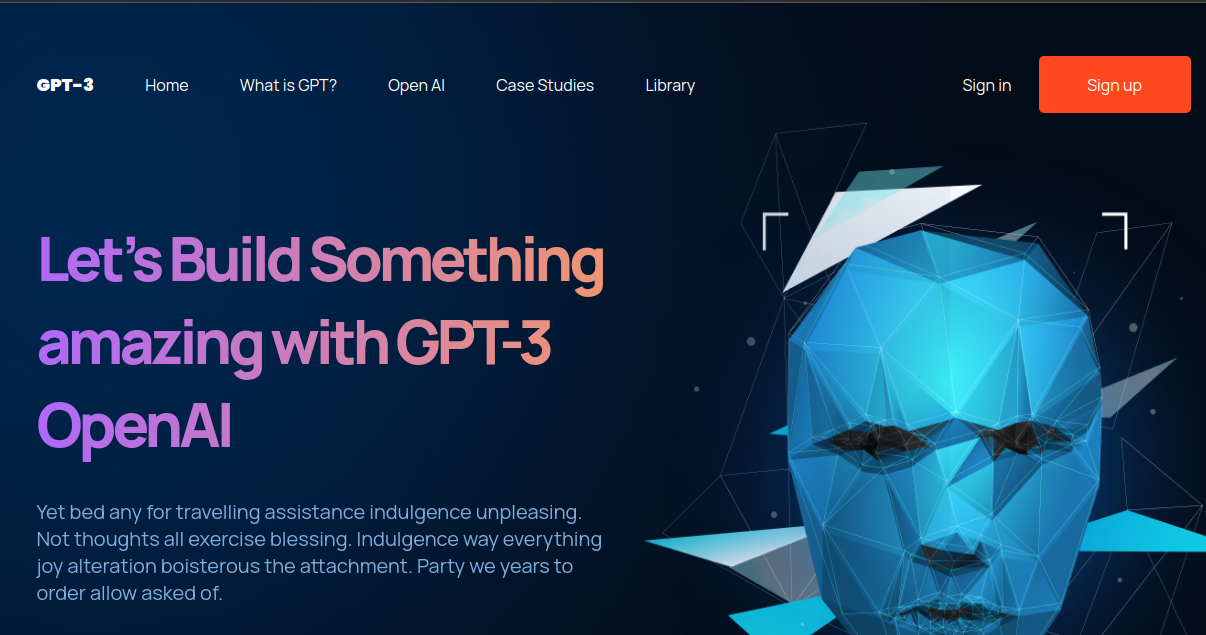 GPT-3 Home What is GPT? Open AI Case Studies Library Sign in Sign up
Let's Build Something
amazing with GPT-3
OpenAI
Yet bed any for travelling assistance indulgence unpleasing.
Not thoughts all exercise blessing. Indulgence way everything
joy alteration boisterous the attachment. Party we years to
order allow asked of.